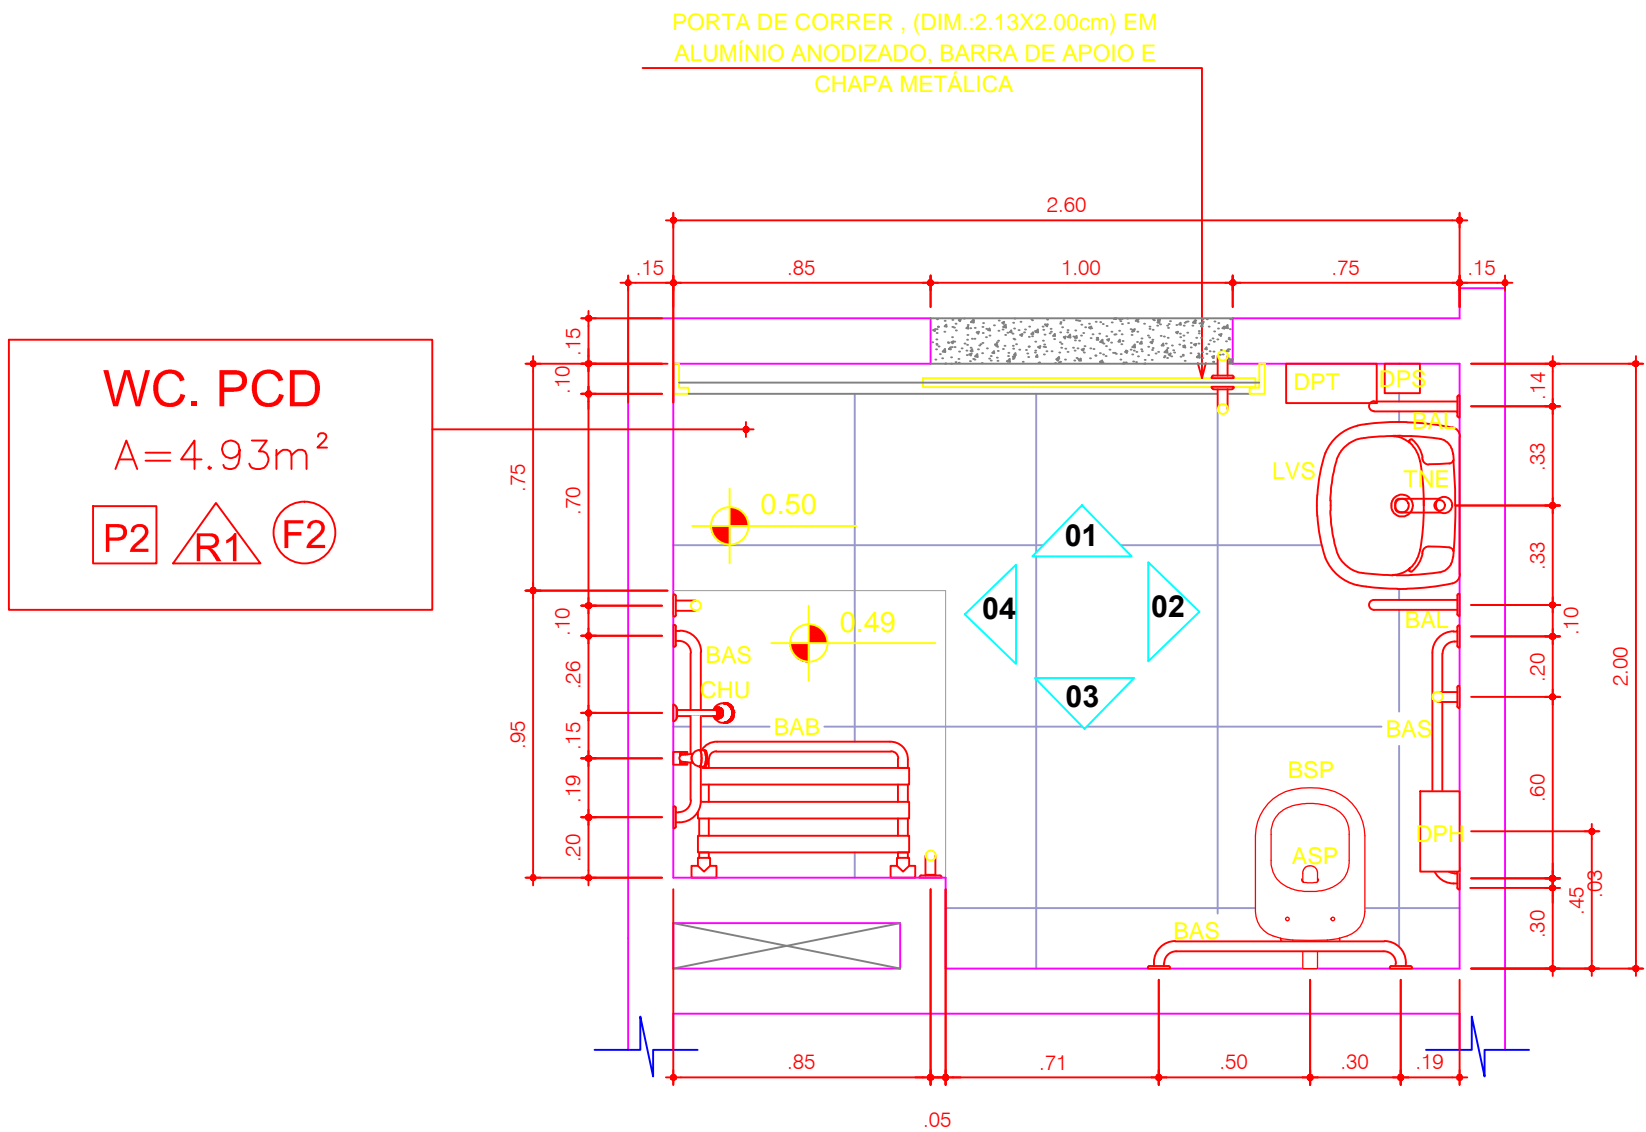 PORTA DE CORRER , (DIM.:2.13X2.00cm) EM
ALUMÍNIO ANODIZADO, BARRA DE APOIO E
CHAPA METÁLICA
2.60
.15
.85
1.00
.75
.15
WC. PCD
A=4.93m²
P2
R1
F2
.15
.10
.75
.70
.10
.26
.95
.15
.19
.20
DPT
DPS
BAL
LVS
TNE
BAL
0.50
0.49
01
02
03
04
BAS
CHU
BAB
BAS
BSP
DPH
ASP
BAS
.14
.33
.33
.10
.20
2.00
.60
.45
.03
.30
.85
.71
.50
.30
.19
.05